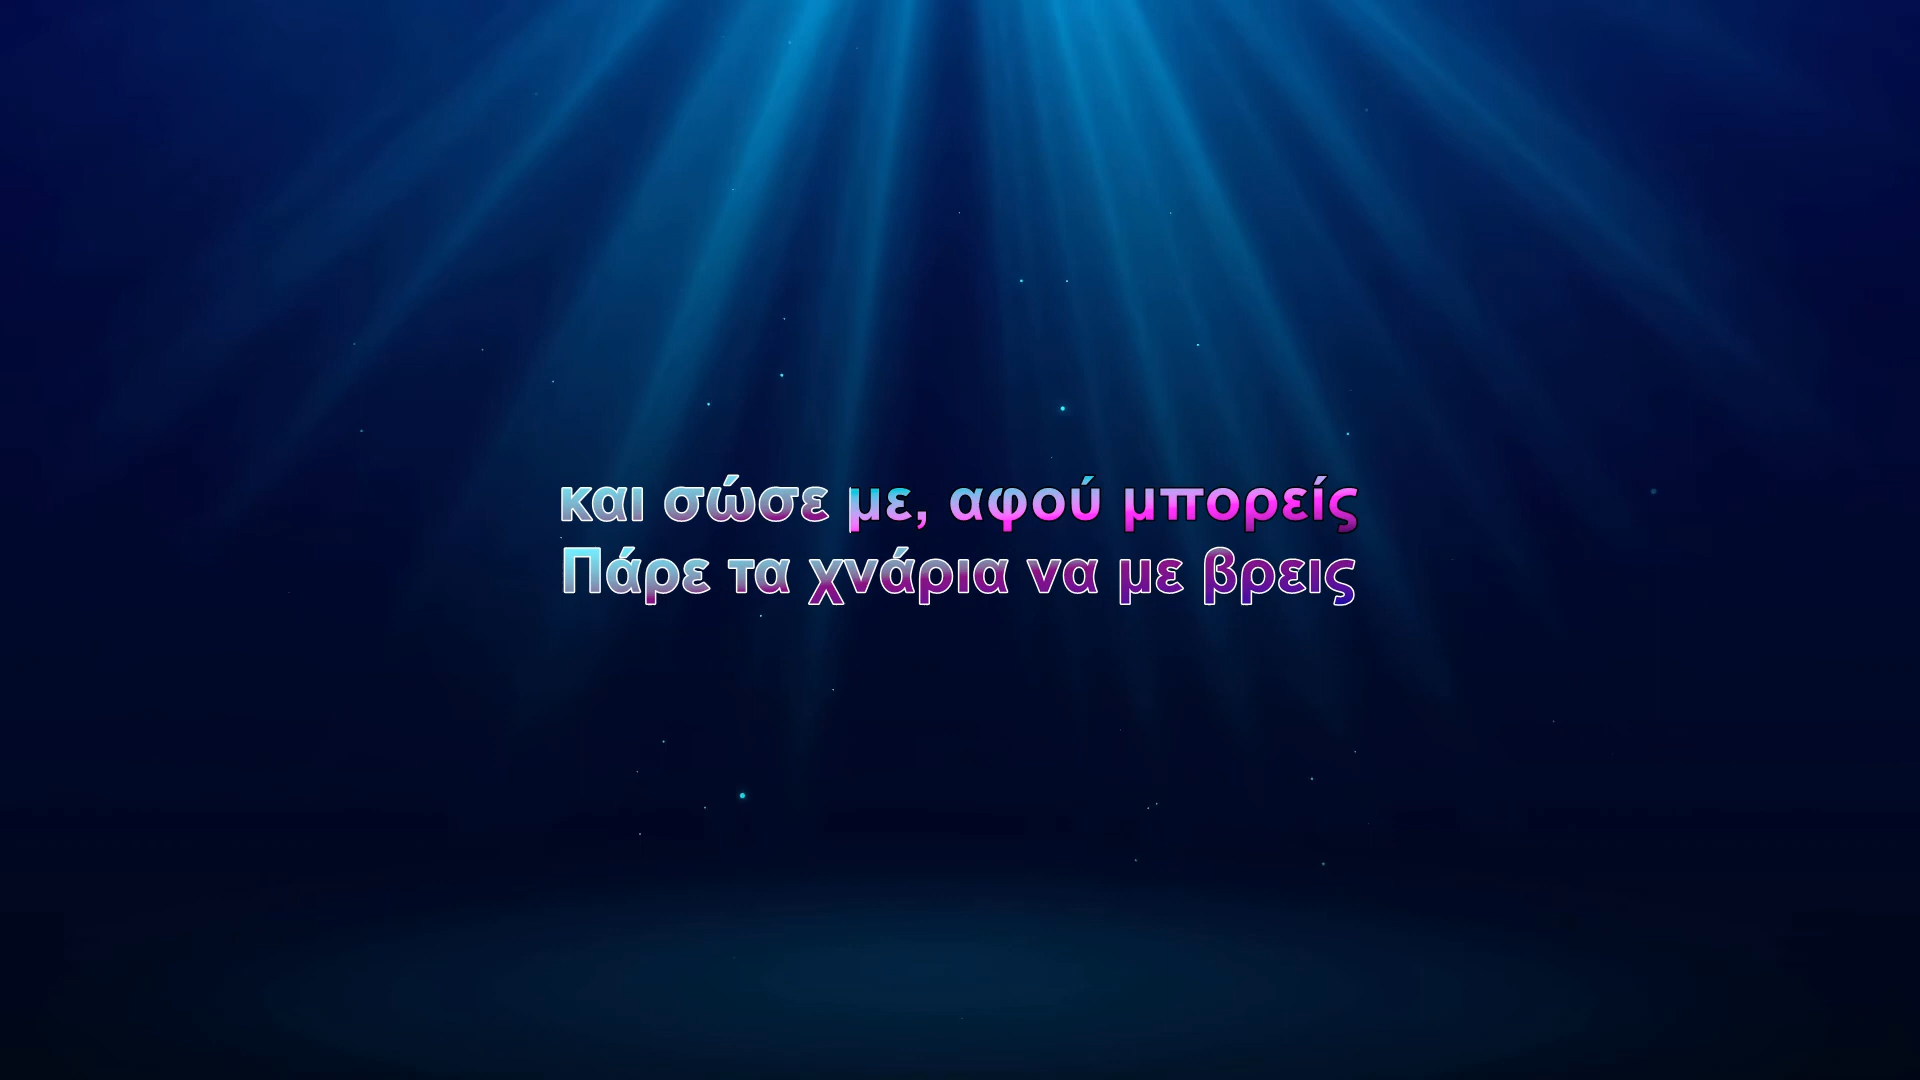 και σώσε με, αφού μπορείς
Πάρε τα χνάρια να με βρεις